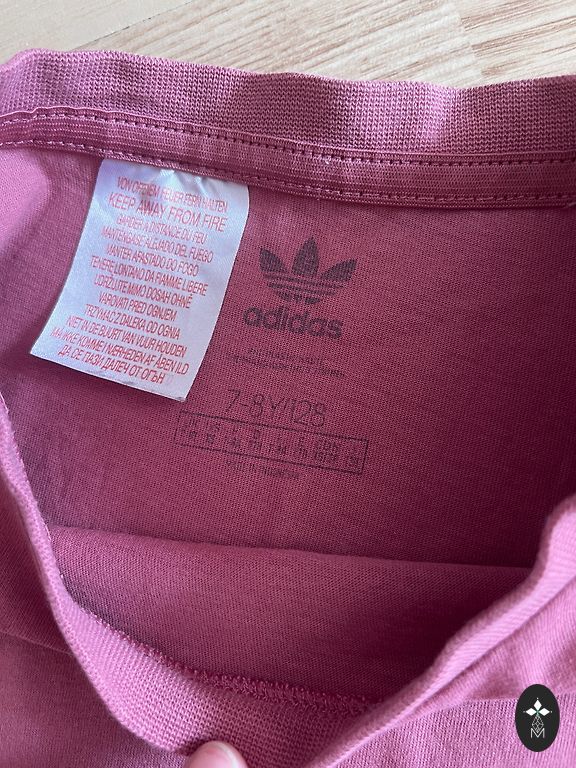 VON OFFENEM FEUER FERN HALTEN
KEEP AWAY FROM FIRE
GARDER A DISTANCE DU FEU
MANTENGASE ALEJADO DEL FUEGO
MANTER AFASTADO DO FOGO
TENERE LONTANO DA FIAMME LIBERE
UDRŽUJTE MIMO DOSAH OHNĚ
VAROVATI PRED OGNJEM
TRZYMAĆ Z DALEKA OD OGNIA
NIET IN DE BUURT VAN VUUR HOUDEN
MÅ IKKE KOMME I NÆRHEDEN AF ÅBEN ILD
ДА СЕ ПАЗИ ДАЛЕЧ ОТ ОГЪН
adidas
7-8Y/128
M